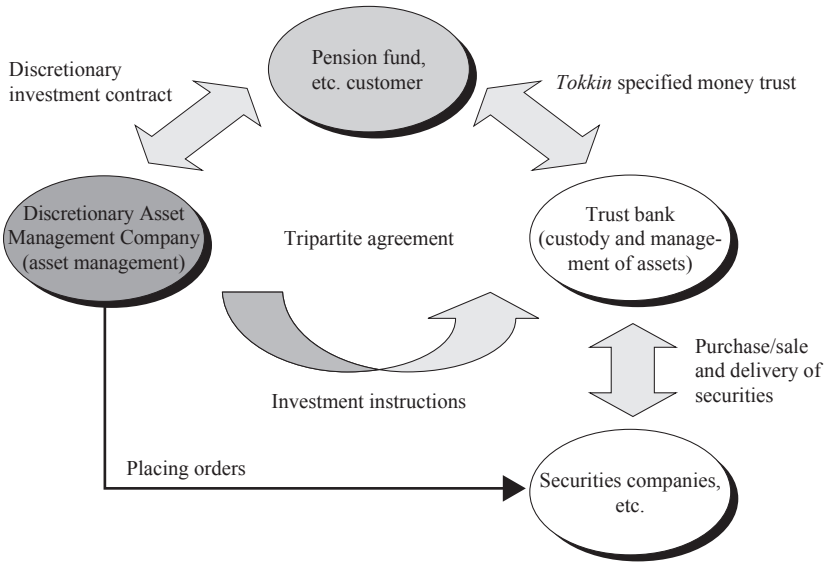 Pension fund,
etc. customer
Discretionary
investment contract
Tokkin specified money trust
Discretionary Asset
Management Company
(asset management)
Tripartite agreement
Trust bank
(custody and manage-
ment of assets)
Investment instructions
Purchase/sale
and delivery of
securities
Placing orders
Securities companies,
etc.